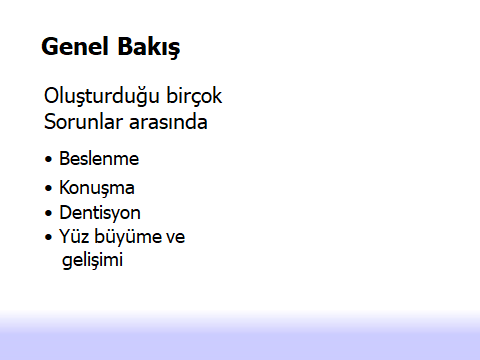 Genel Bakış
Oluşturduğu birçok
Sorunlar arasında
• Beslenme
• Konuşma
• Dentisyon
• Yüz büyüme ve
gelişimi